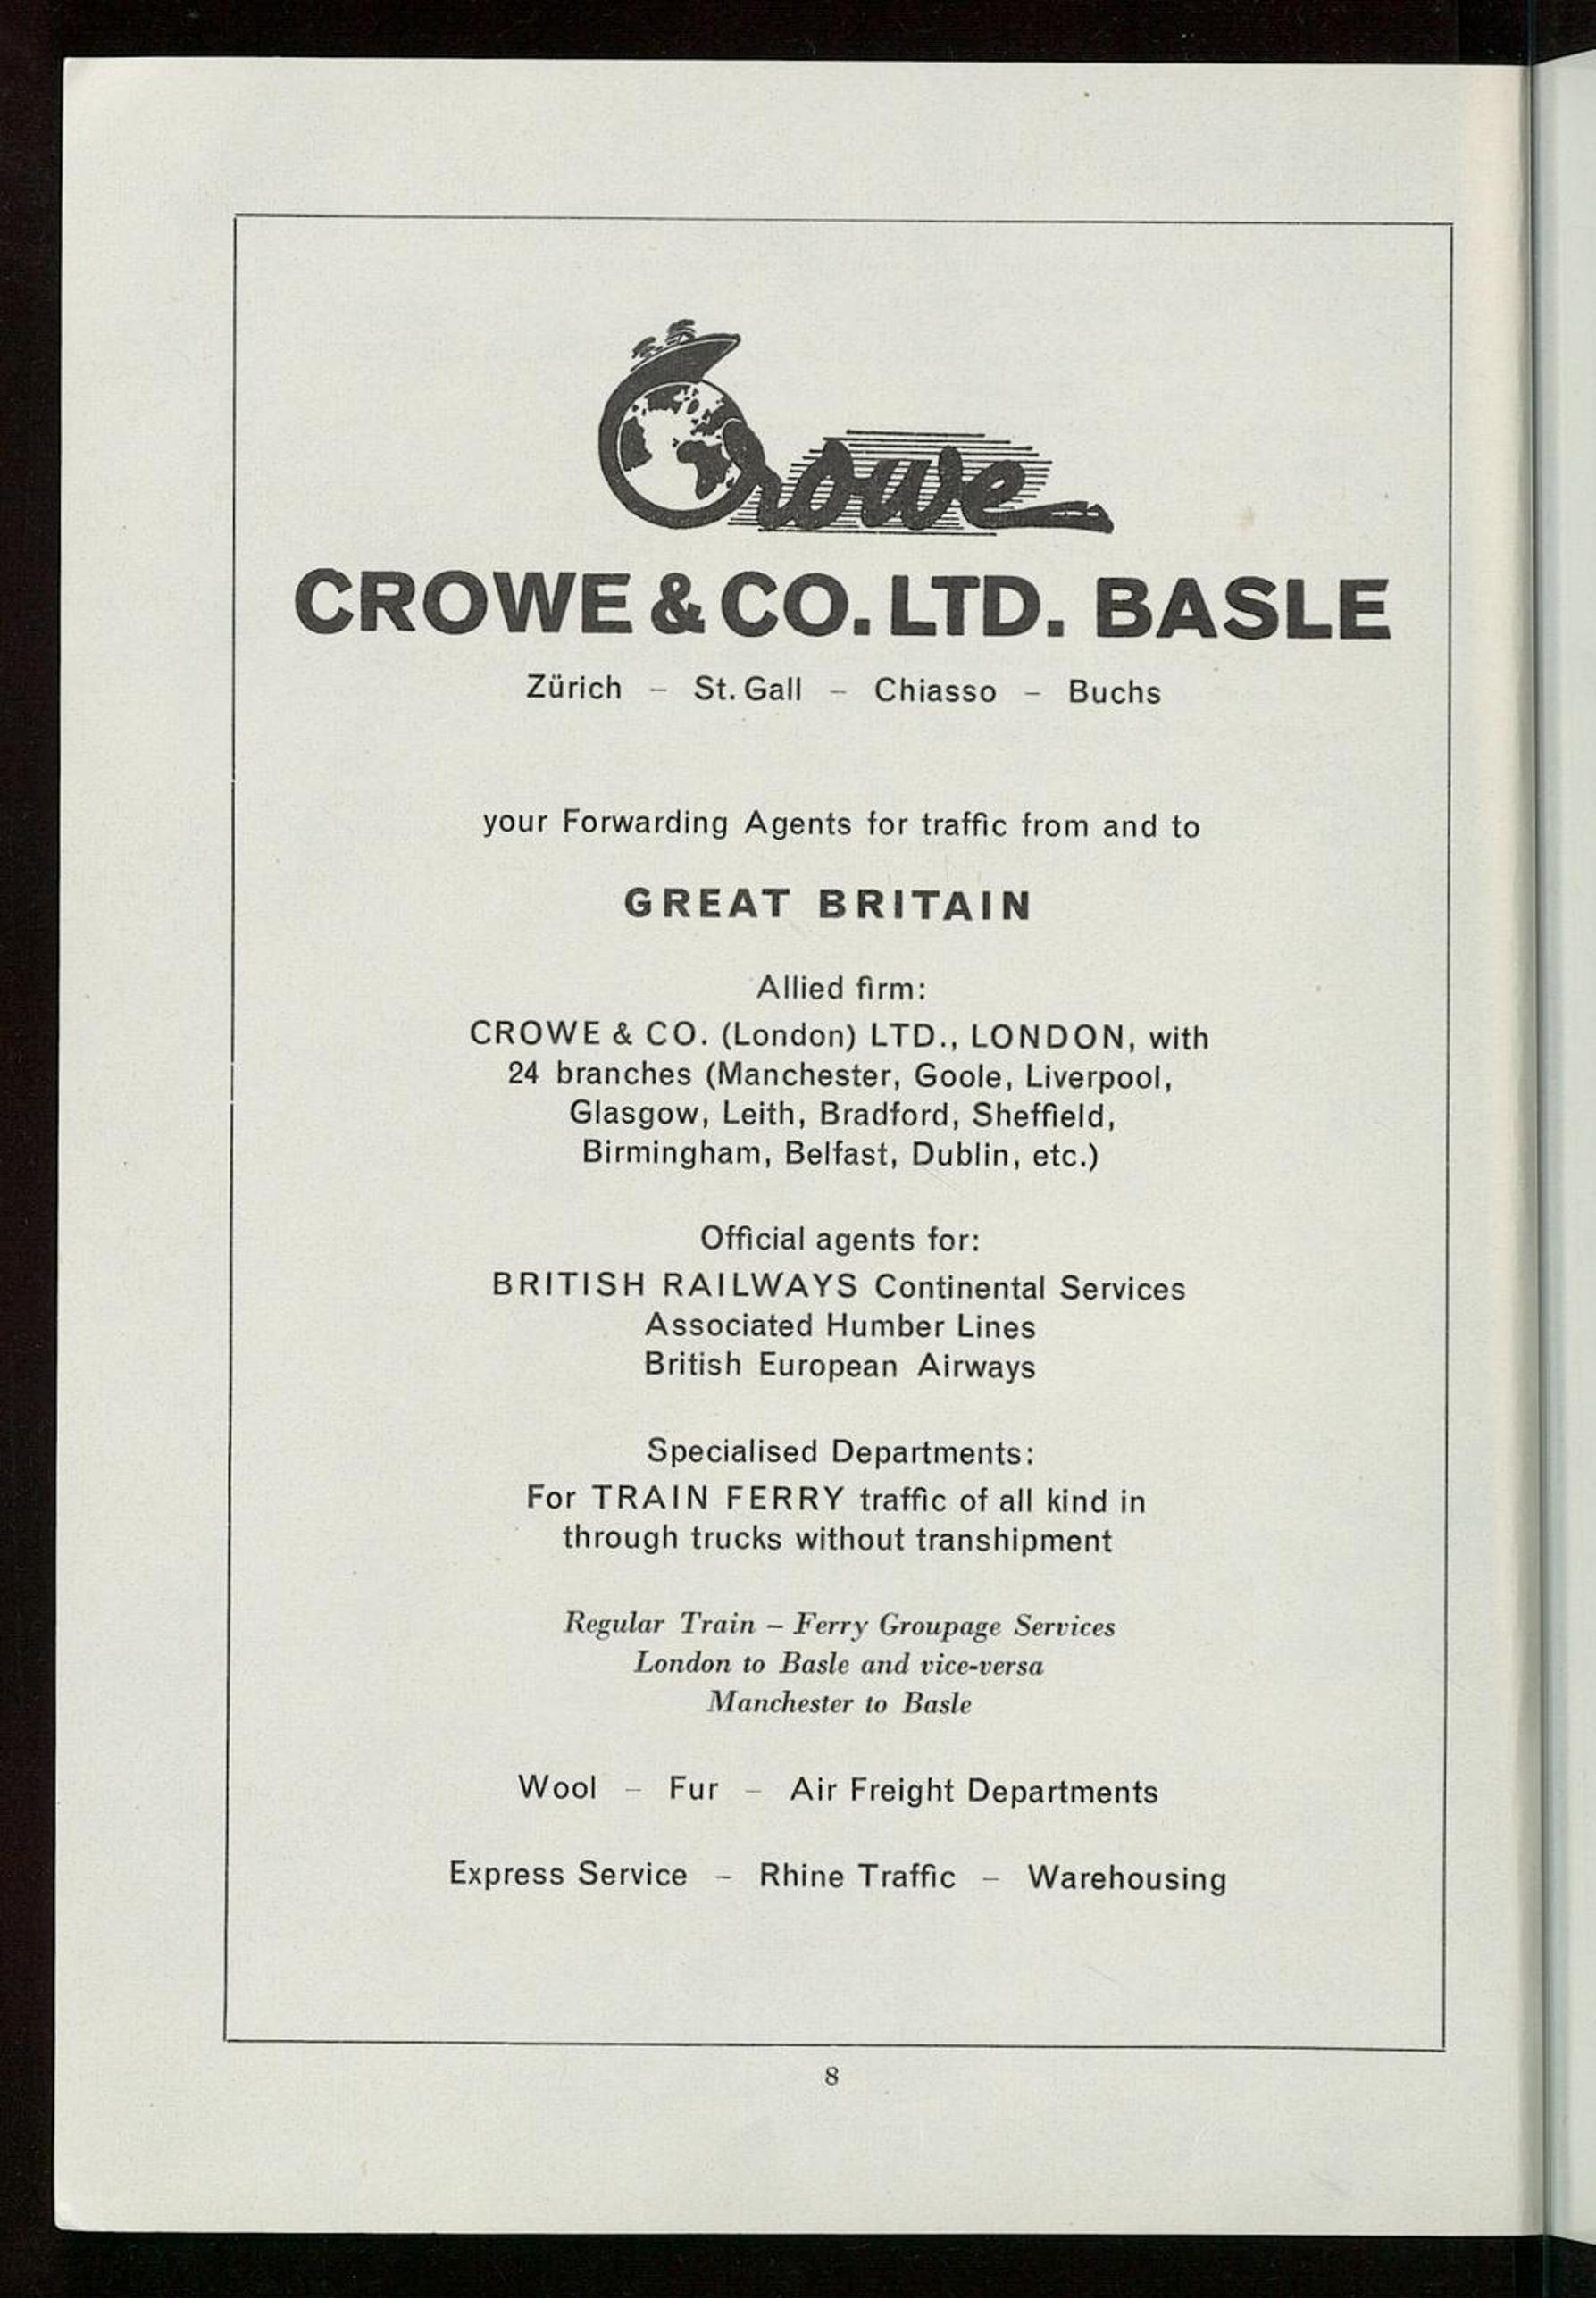 Crowe
CROWE & CO. LTD. BASLE
Zürich – St. Gall – Chiasso – Buchs
your Forwarding Agents for traffic from and to
GREAT BRITAIN
Allied firm:
CROWE & CO. (London) LTD., LONDON, with
24 branches (Manchester, Goole, Liverpool,
Glasgow, Leith, Bradford, Sheffield,
Birmingham, Belfast, Dublin, etc.)
Official agents for:
BRITISH RAILWAYS Continental Services
Associated Humber Lines
British European Airways
Specialised Departments:
For TRAIN FERRY traffic of all kind in
through trucks without transhipment
Regular Train – Ferry Groupage Services
London to Basle and vice-versa
Manchester to Basle
Wool – Fur – Air Freight Departments
Express Service – Rhine Traffic – Warehousing
8